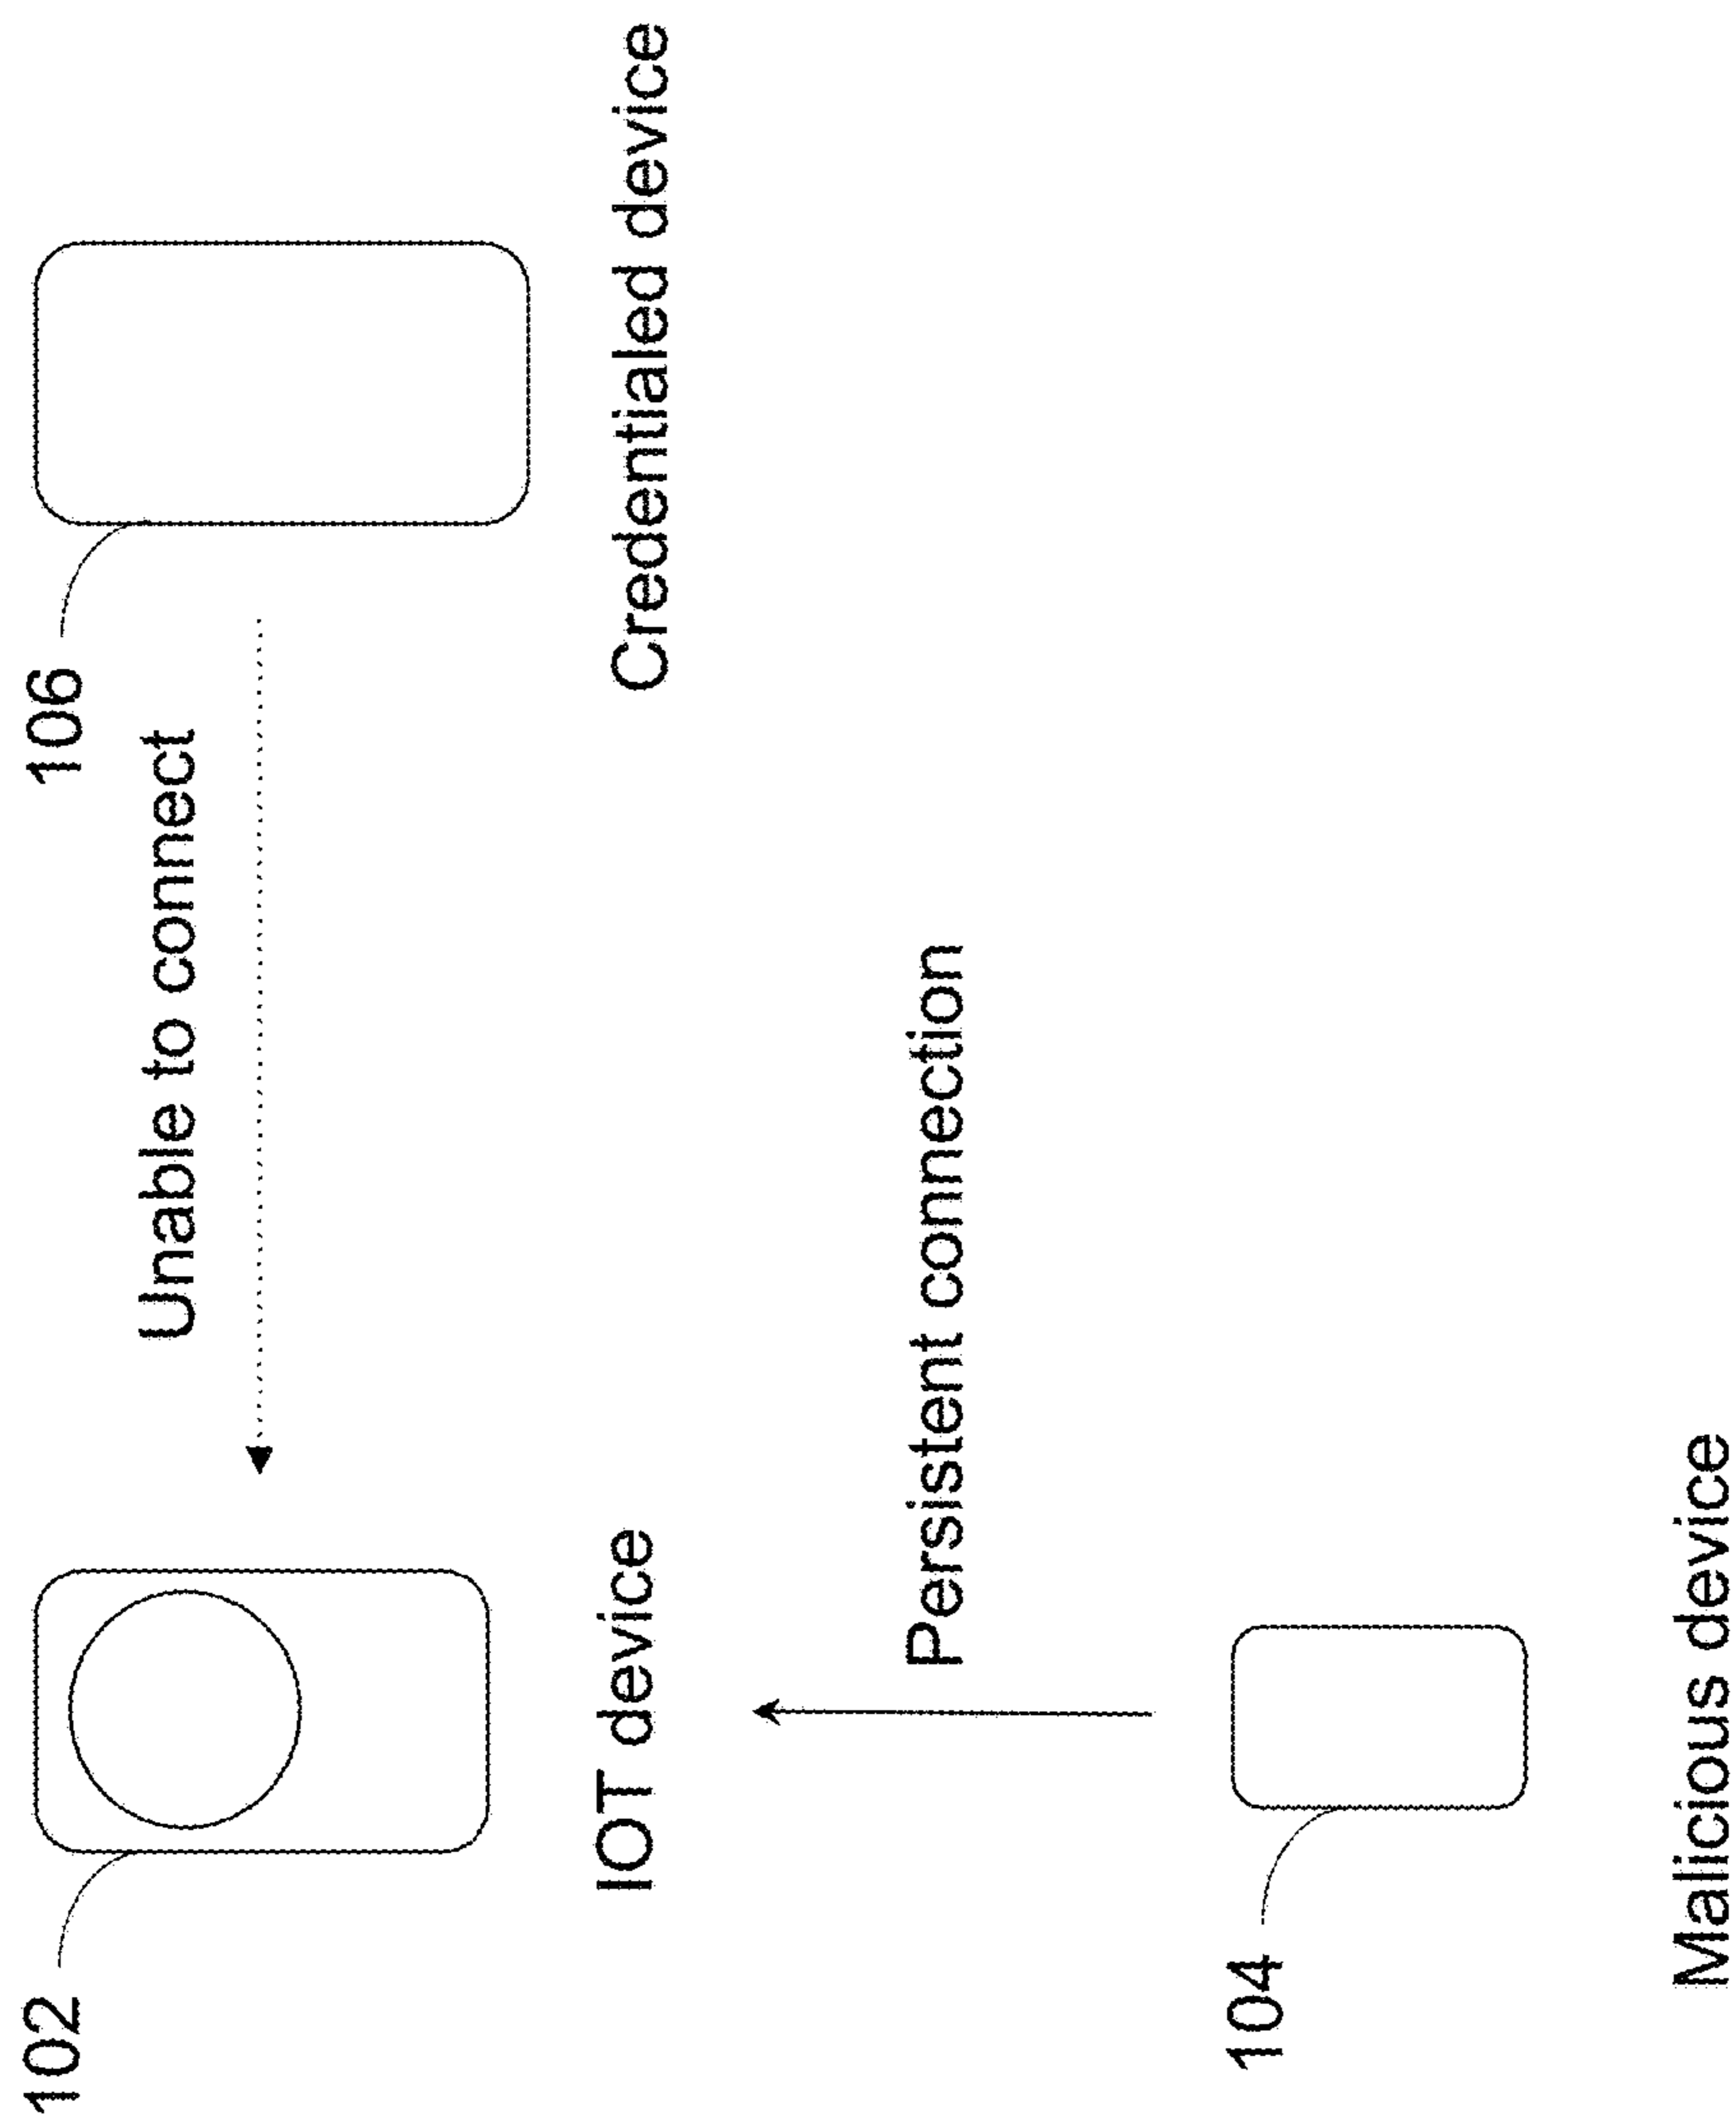 102
106
Unable to connect
IOT device
Credentialed device
Persistent connection
104
Malicious device